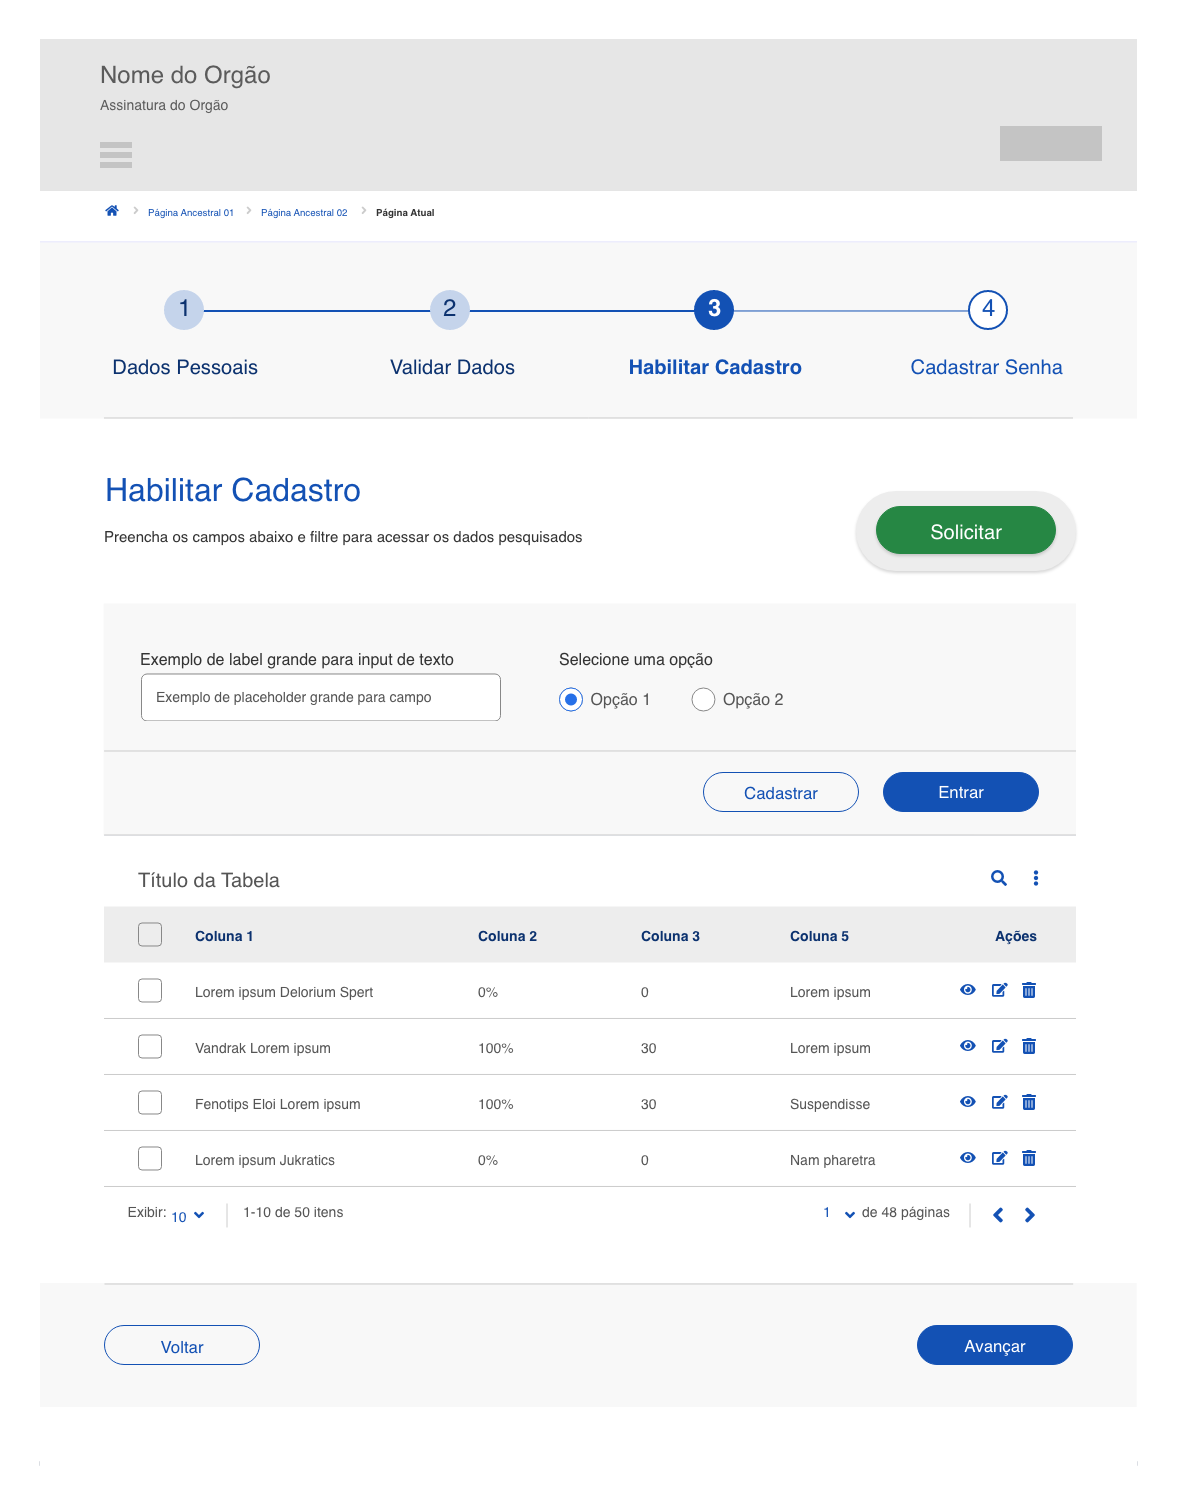 Nome do Orgão
Assinatura do Orgão
Página Ancestral 01 Página Ancestral 02 Página Atual
1 2 3 4
Dados Pessoais Validar Dados Habilitar Cadastro Cadastrar Senha
Habilitar Cadastro
Preencha os campos abaixo e filtre para acessar os dados pesquisados
Solicitar
Exemplo de label grande para input de texto Selecione uma opção
Exemplo de placeholder grande para campo Opção 1 Opção 2
Cadastrar Entrar
Título da Tabela
Coluna 1 Coluna 2 Coluna 3 Coluna 5 Ações
Lorem ipsum Delorium Spert 0% 0 Lorem ipsum
Vandrak Lorem ipsum 100% 30 Lorem ipsum
Fenotips Eloi Lorem ipsum 100% 30 Suspendisse
Lorem ipsum Jukratics 0% 0 Nam pharetra
Exibir: 10 1-10 de 50 itens 1 de 48 páginas
Voltar Avançar